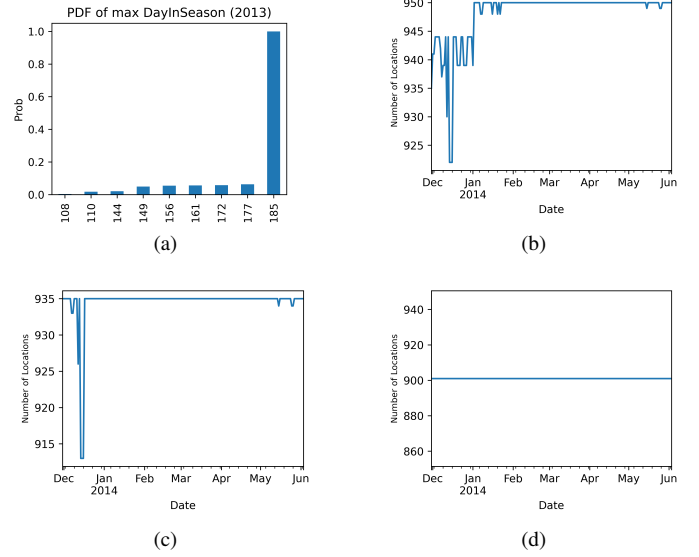 PDF of max DayInSeason (2013)
Prob
1.0
0.8
0.6
0.4
0.2
0.0
108 110 144 149 156 161 172 177 185
(a)
Number of Locations
950
945
940
935
930
925
Dec Jan Feb Mar Apr May Jun
2014
Date
(b)
Number of Locations
935
930
925
920
915
Dec Jan Feb Mar Apr May Jun
2014
Date
(c)
Number of Locations
940
920
900
880
860
Dec Jan Feb Mar Apr May Jun
2014
Date
(d)